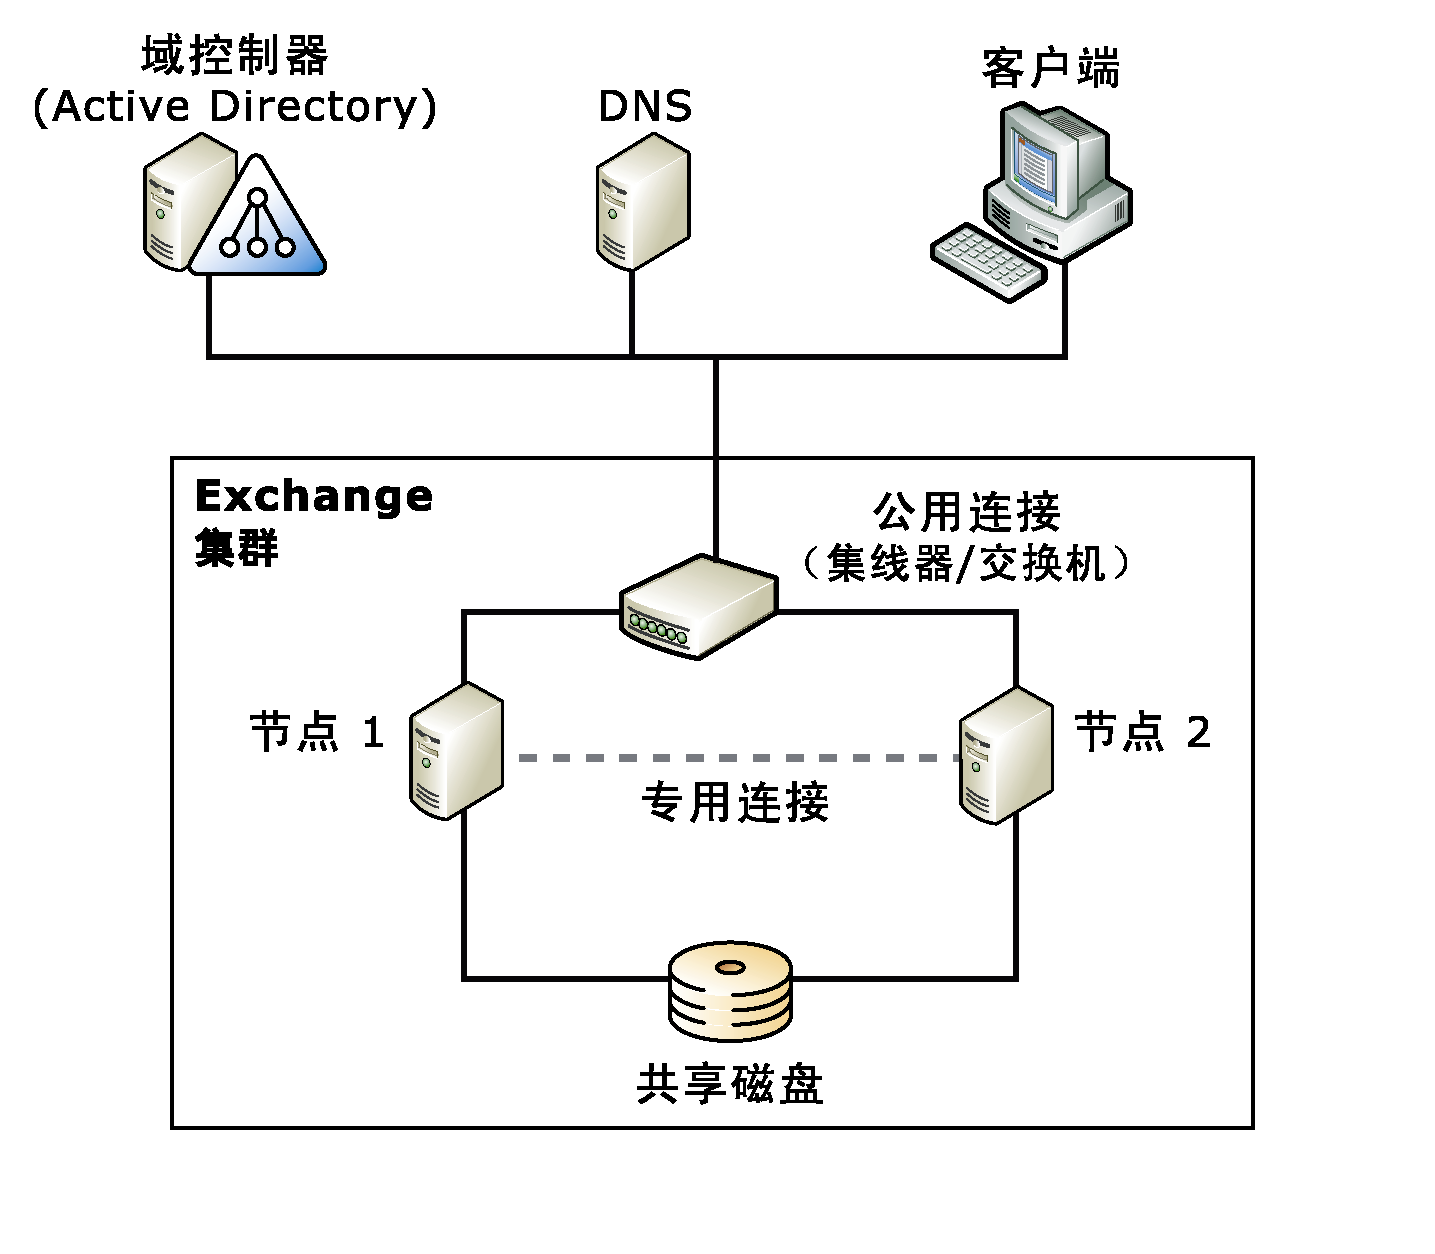 域控制器
(Active Directory)
DNS
客户端
Exchange
集群
公用连接
（集线器/交换机）
节点 1
节点 2
专用连接
共享磁盘